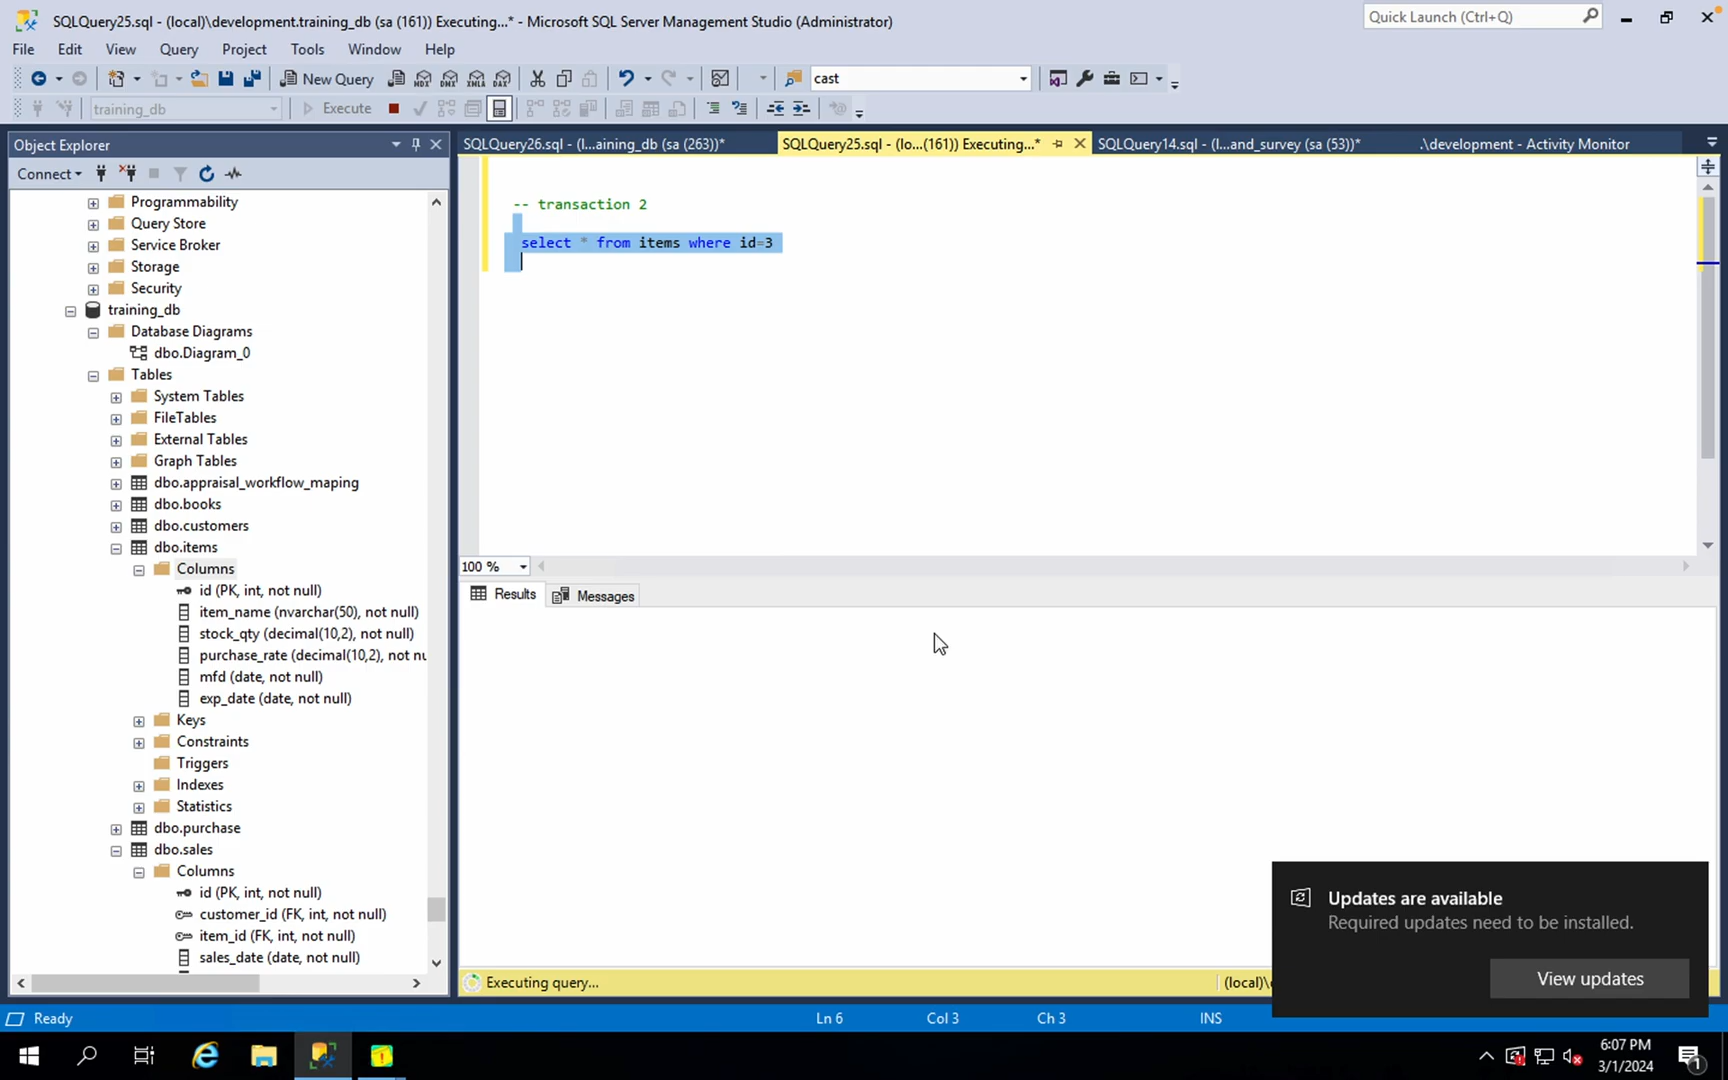 SQLQuery25.sql - (local)\development.training_db (sa (161)) Executing...* - Microsoft SQL Server Management Studio (Administrator)
Quick Launch (Ctrl+Q)
File Edit View Query Project Tools Window Help
New Query
MDX DMX XMLA DAX
cast
training_db
Execute
Object Explorer
SQLQuery26.sql - (l...aining_db (sa (263))*
SQLQuery25.sql - (lo...(161)) Executing...*
SQLQuery14.sql - (l...and_survey (sa (53))*
.\development - Activity Monitor
Connect
Programmability
Query Store
Service Broker
Storage
Security
training_db
Database Diagrams
dbo.Diagram_0
Tables
System Tables
FileTables
External Tables
Graph Tables
dbo.appraisal_workflow_maping
dbo.books
dbo.customers
dbo.items
Columns
id (PK, int, not null)
item_name (nvarchar(50), not null)
stock_qty (decimal(10,2), not null)
purchase_rate (decimal(10,2), not nu
mfd (date, not null)
exp_date (date, not null)
Keys
Constraints
Triggers
Indexes
Statistics
dbo.purchase
dbo.sales
Columns
id (PK, int, not null)
customer_id (FK, int, not null)
item_id (FK, int, not null)
sales_date (date, not null)
-- transaction 2
select * from items where id=3
100 %
Results
Messages
Updates are available
Required updates need to be installed.
View updates
Executing query...
(local)\
Ready
Ln 6
Col 3
Ch 3
INS
6:07 PM
3/1/2024
1